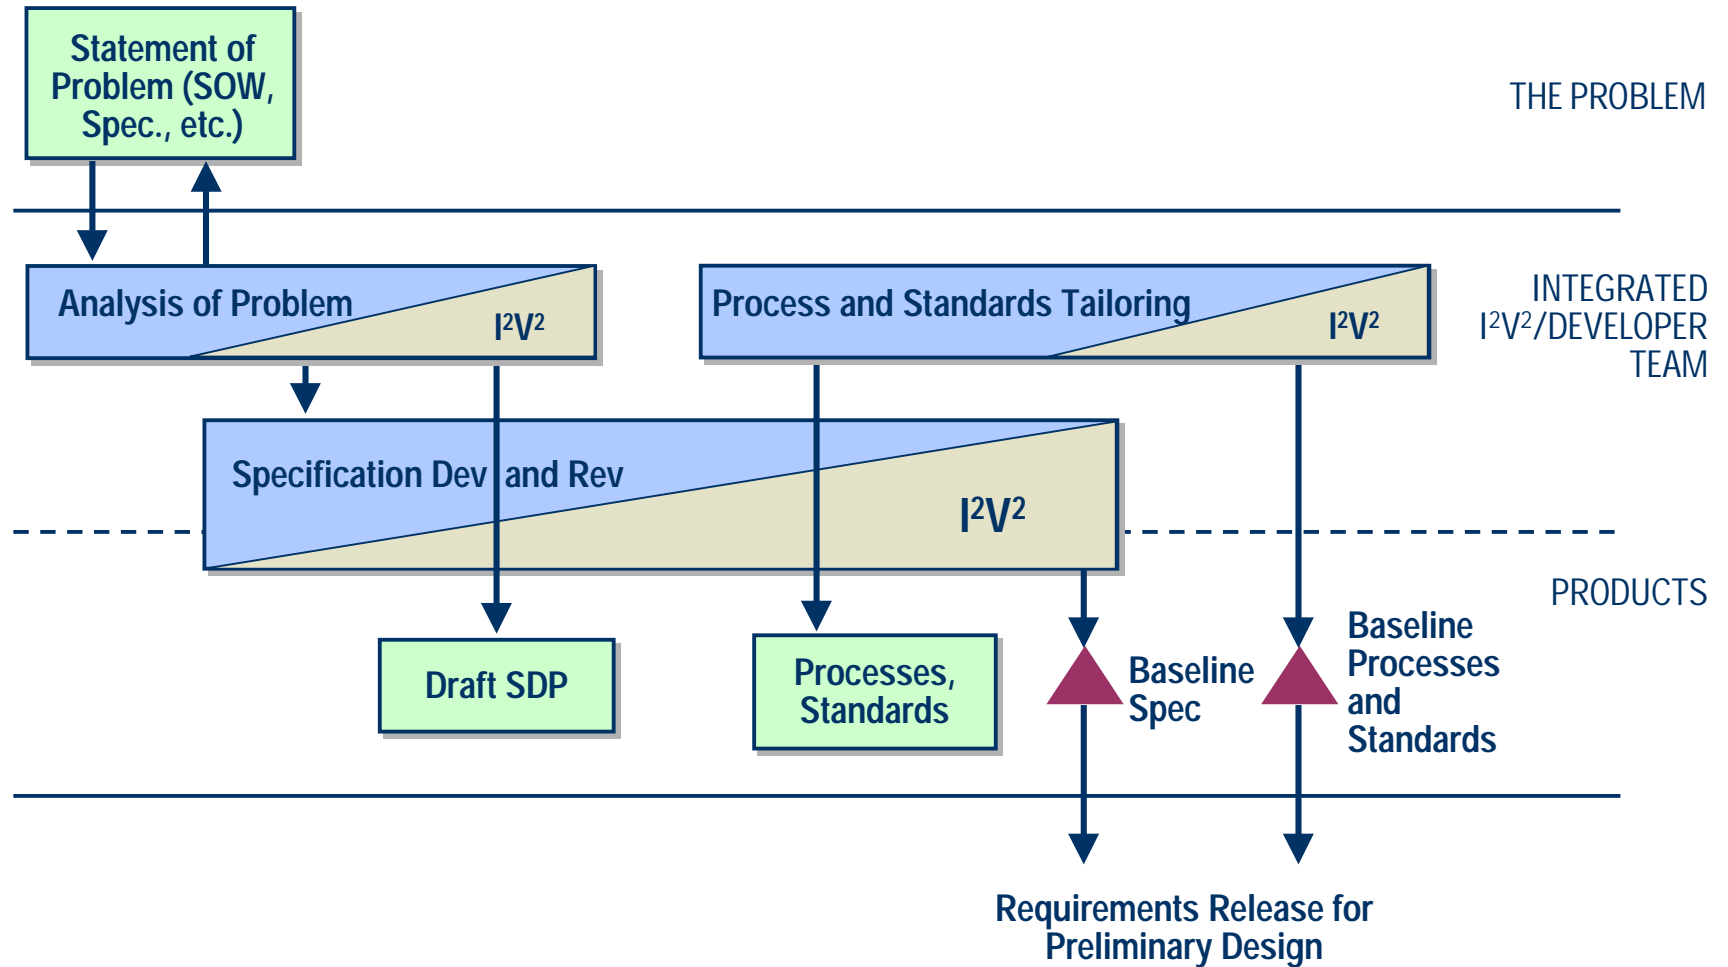 Statement of
Problem (SOW,
Spec., etc.)
THE PROBLEM
Analysis of Problem
I²V²
Process and Standards Tailoring
I²V²
INTEGRATED
I²V²/DEVELOPER
TEAM
Specification Dev and Rev
I²V²
PRODUCTS
Draft SDP
Processes,
Standards
Baseline
Spec
Baseline
Processes
and
Standards
Requirements Release for
Preliminary Design